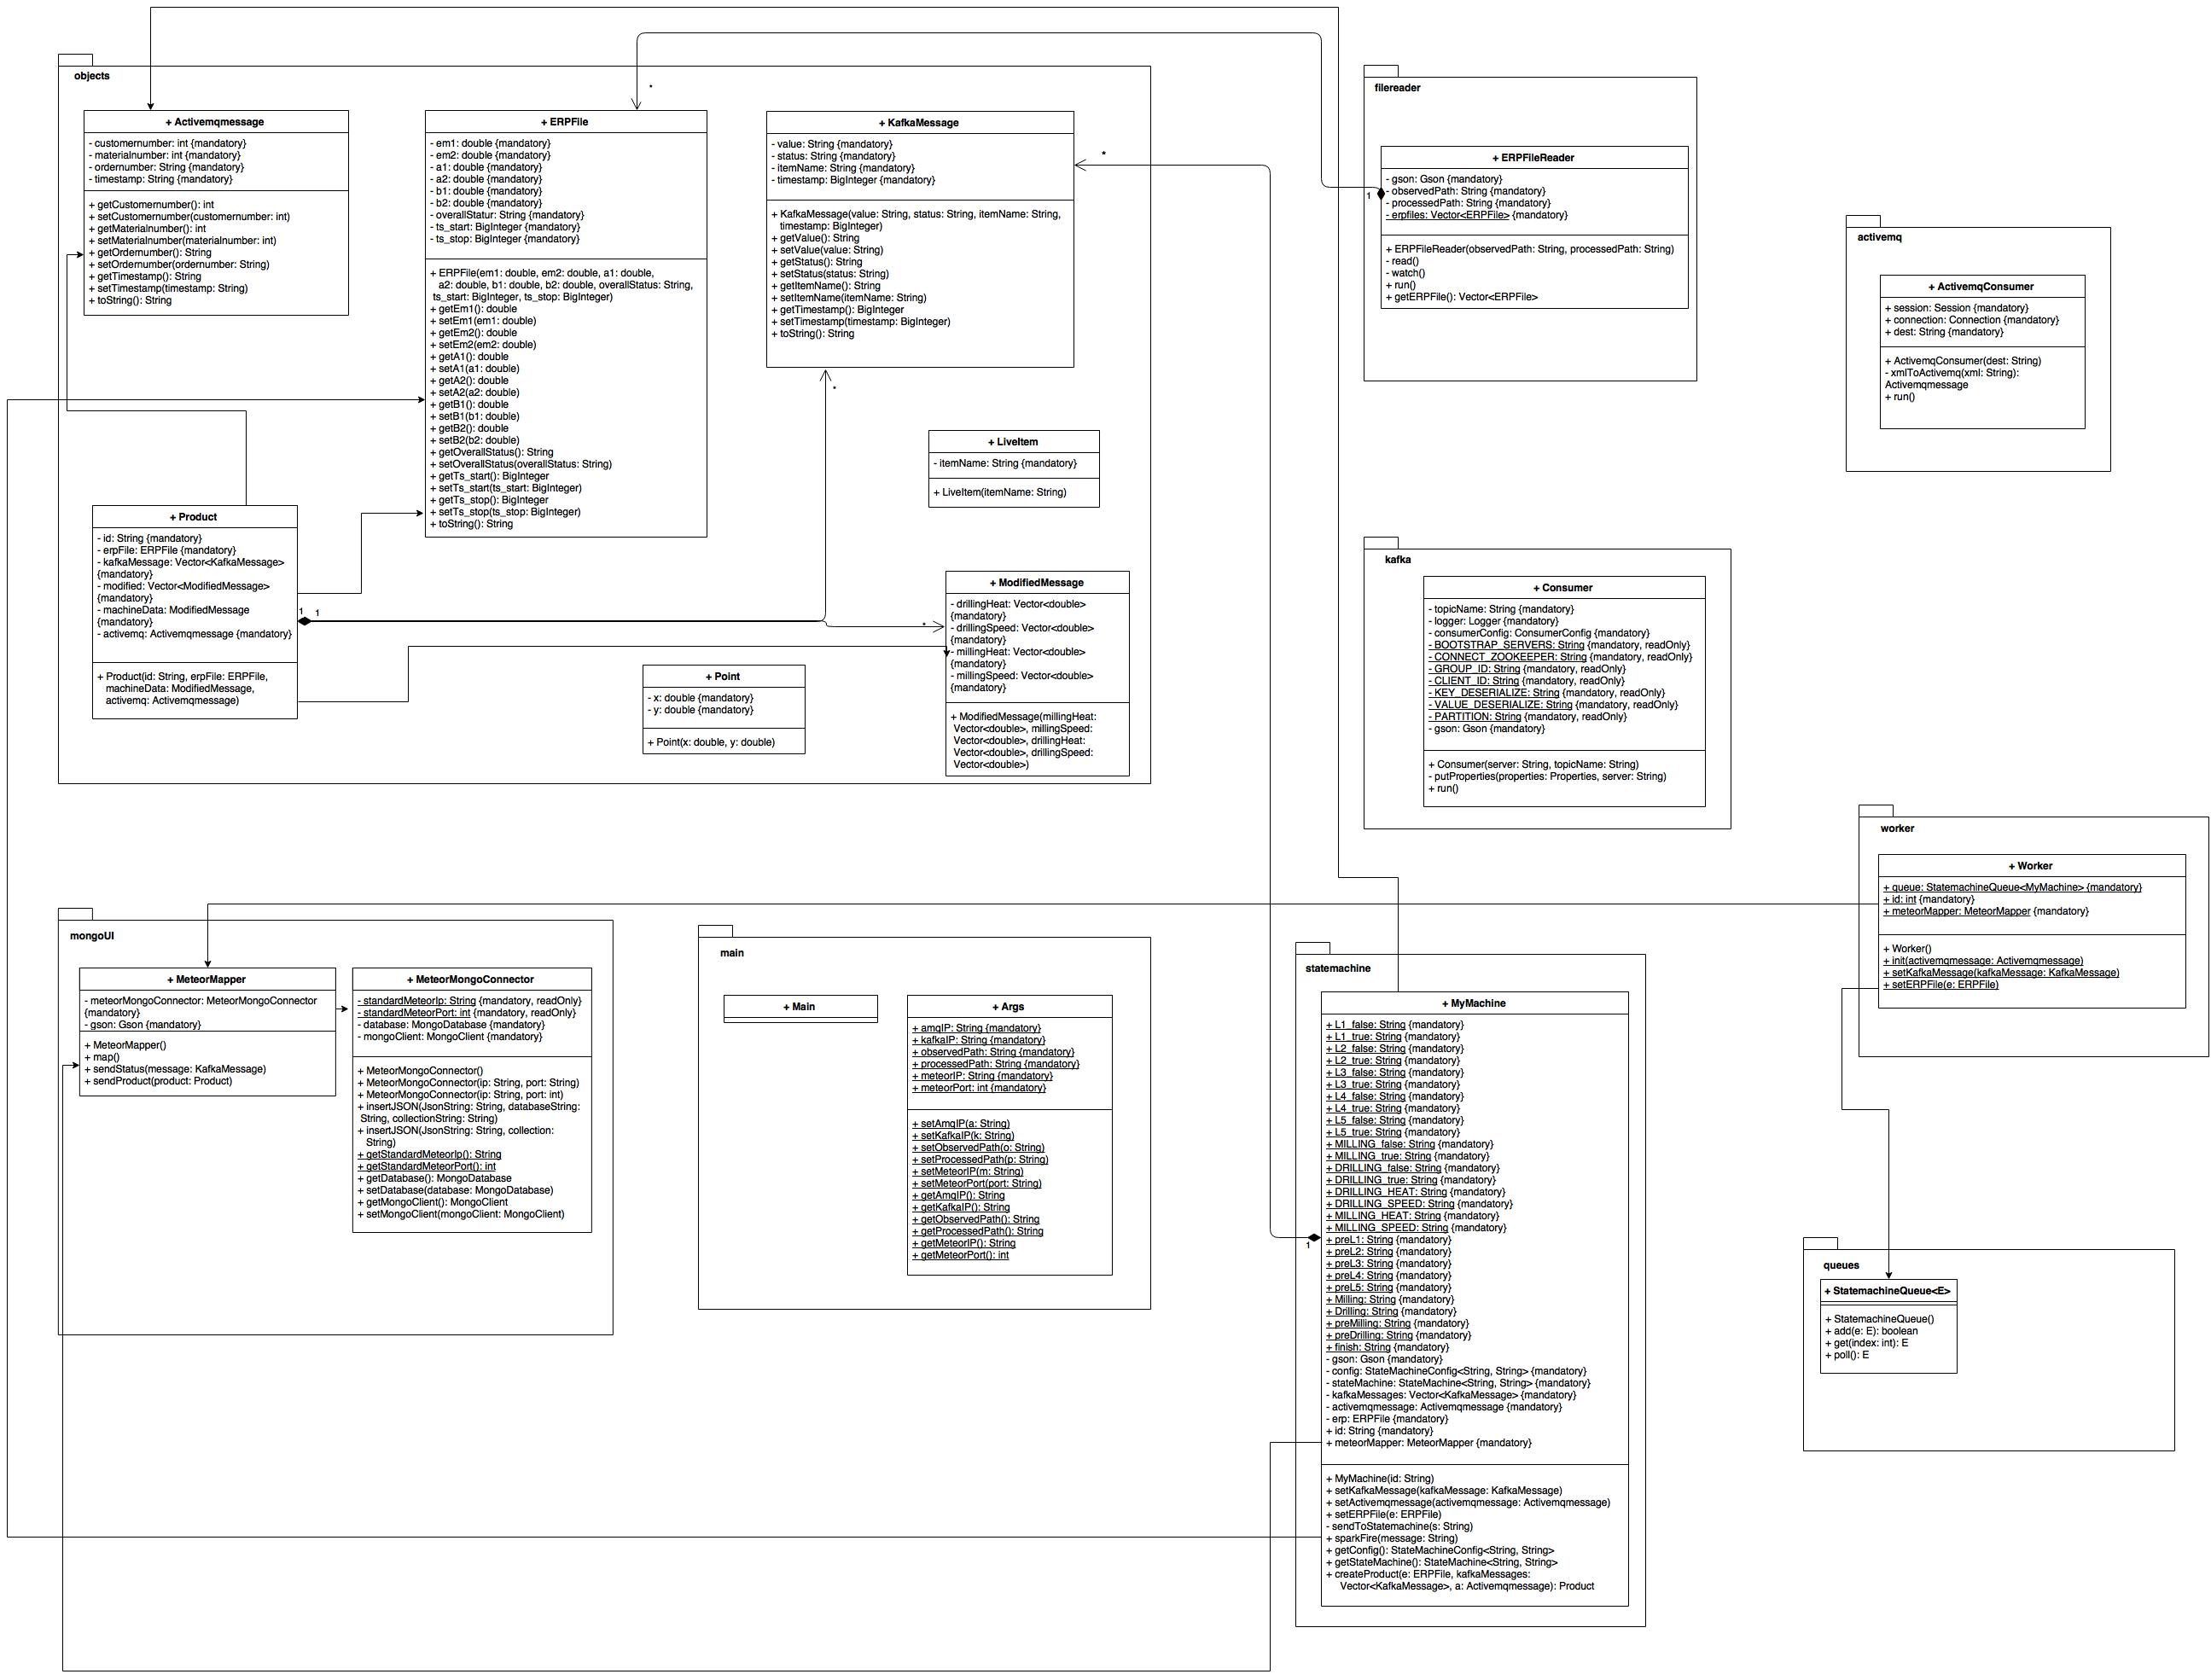 objects
+ Activemqmessage
- customernumber: int {mandatory}
- materialnumber: int {mandatory}
- ordernumber: String {mandatory}
- timestamp: String {mandatory}
+ getCustomernumber(): int
+ setCustomernumber(customernumber: int)
+ getMaterialnumber(): int
+ setMaterialnumber(materialnumber: int)
+ getOrdernumber(): String
+ setOrdernumber(ordernumber: String)
+ getTimestamp(): String
+ setTimestamp(timestamp: String)
+ toString(): String
*
+ ERPFile
- em1: double {mandatory}
- em2: double {mandatory}
- a1: double {mandatory}
- a2: double {mandatory}
- b1: double {mandatory}
- b2: double {mandatory}
- overallStatur: String {mandatory}
- ts_start: BigInteger {mandatory}
- ts_stop: BigInteger {mandatory}
+ ERPFile(em1: double, em2: double, a1: double,
a2: double, b1: double, b2: double, overallStatus: String,
ts_start: BigInteger, ts_stop: BigInteger)
+ getEm1(): double
+ setEm1(em1: double)
+ getEm2(): double
+ setEm2(em2: double)
+ getA1(): double
+ setA1(a1: double)
+ getA2(): double
+ setA2(a2: double)
+ getB1(): double
+ setB1(b1: double)
+ getB2(): double
+ setB2(b2: double)
+ getOverallStatus(): String
+ setOverallStatus(overallStatus: String)
+ getTs_start(): BigInteger
+ setTs_start(ts_start: BigInteger)
+ getTs_stop(): BigInteger
+ setTs_stop(ts_stop: BigInteger)
+ toString(): String
+ KafkaMessage
- value: String {mandatory}
- status: String {mandatory}
- itemName: String {mandatory}
- timestamp: BigInteger {mandatory}
+ KafkaMessage(value: String, status: String, itemName: String,
timestamp: BigInteger)
+ getValue(): String
+ setValue(value: String)
+ getStatus(): String
+ setStatus(status: String)
+ getItemName(): String
+ setItemName(itemName: String)
+ getTimestamp(): BigInteger
+ setTimestamp(timestamp: BigInteger)
+ toString(): String
*
*
+ LiveItem
- itemName: String {mandatory}
+ LiveItem(itemName: String)
+ Product
- id: String {mandatory}
- erpFile: ERPFile {mandatory}
- kafkaMessage: Vector<KafkaMessage>
{mandatory}
- modified: Vector<ModifiedMessage>
{mandatory}
- machineData: ModifiedMessage
{mandatory}
- activemq: Activemqmessage {mandatory}
+ Product(id: String, erpFile: ERPFile,
machineData: ModifiedMessage,
activemq: Activemqmessage)
1
1
*
+ Point
- x: double {mandatory}
- y: double {mandatory}
+ Point(x: double, y: double)
+ ModifiedMessage
- drillingHeat: Vector<double>
{mandatory}
- drillingSpeed: Vector<double>
{mandatory}
- millingHeat: Vector<double>
{mandatory}
- millingSpeed: Vector<double>
{mandatory}
+ ModifiedMessage(millingHeat:
Vector<double>, millingSpeed:
Vector<double>, drillingHeat:
Vector<double>, drillingSpeed:
Vector<double>)
filereader
+ ERPFileReader
- gson: Gson {mandatory}
- observedPath: String {mandatory}
- processedPath: String {mandatory}
- erpfiles: Vector<ERPFile> {mandatory}
+ ERPFileReader(observedPath: String, processedPath: String)
- read()
- watch()
+ run()
+ getERPFile(): Vector<ERPFile>
1
activemq
+ ActivemqConsumer
+ session: Session {mandatory}
+ connection: Connection {mandatory}
+ dest: String {mandatory}
+ ActivemqConsumer(dest: String)
- xmlToActivemq(xml: String):
Activemqmessage
+ run()
kafka
+ Consumer
- topicName: String {mandatory}
- logger: Logger {mandatory}
- consumerConfig: ConsumerConfig {mandatory}
- BOOTSTRAP_SERVERS: String {mandatory, readOnly}
- CONNECT_ZOOKEEPER: String {mandatory, readOnly}
- GROUP_ID: String {mandatory, readOnly}
- CLIENT_ID: String {mandatory, readOnly}
- KEY_DESERIALIZE: String {mandatory, readOnly}
- VALUE_DESERIALIZE: String {mandatory, readOnly}
- PARTITION: String {mandatory, readOnly}
- gson: Gson {mandatory}
+ Consumer(server: String, topicName: String)
- putProperties(properties: Properties, server: String)
+ run()
worker
+ Worker
+ queue: StatemachineQueue<MyMachine> {mandatory}
+ id: int {mandatory}
+ meteorMapper: MeteorMapper {mandatory}
+ Worker()
+ init(activemqmessage: Activemqmessage)
+ setKafkaMessage(kafkaMessage: KafkaMessage)
+ setERPFile(e: ERPFile)
mongoUI
+ MeteorMapper
- meteorMongoConnector: MeteorMongoConnector
{mandatory}
- gson: Gson {mandatory}
+ MeteorMapper()
+ map()
+ sendStatus(message: KafkaMessage)
+ sendProduct(product: Product)
+ MeteorMongoConnector
- standardMeteorIp: String {mandatory, readOnly}
- standardMeteorPort: int {mandatory, readOnly}
- database: MongoDatabase {mandatory}
- mongoClient: MongoClient {mandatory}
+ MeteorMongoConnector()
+ MeteorMongoConnector(ip: String, port: String)
+ MeteorMongoConnector(ip: String, port: int)
+ insertJSON(JsonString: String, databaseString:
String, collectionString: String)
+ insertJSON(JsonString: String, collection:
String)
+ getStandardMeteorIp(): String
+ getStandardMeteorPort(): int
+ getDatabase(): MongoDatabase
+ setDatabase(database: MongoDatabase)
+ getMongoClient(): MongoClient
+ setMongoClient(mongoClient: MongoClient)
main
+ Main
+ Args
+ amqIP: String {mandatory}
+ kafkaIP: String {mandatory}
+ observedPath: String {mandatory}
+ processedPath: String {mandatory}
+ meteorIP: String {mandatory}
+ meteorPort: int {mandatory}
+ setAmqIP(a: String)
+ setKafkaIP(k: String)
+ setObservedPath(o: String)
+ setProcessedPath(p: String)
+ setMeteorIP(m: String)
+ setMeteorPort(port: String)
+ getAmqIP(): String
+ getKafkaIP(): String
+ getObservedPath(): String
+ getProcessedPath(): String
+ getMeteorIP(): String
+ getMeteorPort(): int
statemachine
+ MyMachine
+ L1_false: String {mandatory}
+ L1_true: String {mandatory}
+ L2_false: String {mandatory}
+ L2_true: String {mandatory}
+ L3_false: String {mandatory}
+ L3_true: String {mandatory}
+ L4_false: String {mandatory}
+ L4_true: String {mandatory}
+ L5_false: String {mandatory}
+ L5_true: String {mandatory}
+ MILLING_false: String {mandatory}
+ MILLING_true: String {mandatory}
+ DRILLING_false: String {mandatory}
+ DRILLING_true: String {mandatory}
+ DRILLING_HEAT: String {mandatory}
+ DRILLING_SPEED: String {mandatory}
+ MILLING_HEAT: String {mandatory}
+ MILLING_SPEED: String {mandatory}
+ preL1: String {mandatory}
+ preL2: String {mandatory}
+ preL3: String {mandatory}
+ preL4: String {mandatory}
+ preL5: String {mandatory}
+ Milling: String {mandatory}
+ Drilling: String {mandatory}
+ preMilling: String {mandatory}
+ preDrilling: String {mandatory}
+ finish: String {mandatory}
- gson: Gson {mandatory}
- config: StateMachineConfig<String, String> {mandatory}
- stateMachine: StateMachine<String, String> {mandatory}
- kafkaMessages: Vector<KafkaMessage> {mandatory}
- activemqmessage: Activemqmessage {mandatory}
- erp: ERPFile {mandatory}
+ id: String {mandatory}
+ meteorMapper: MeteorMapper {mandatory}
+ MyMachine(id: String)
+ setKafkaMessage(kafkaMessage: KafkaMessage)
+ setActivemqmessage(activemqmessage: Activemqmessage)
+ setERPFile(e: ERPFile)
- sendToStatemachine(s: String)
+ sparkFire(message: String)
+ getConfig(): StateMachineConfig<String, String>
+ getStateMachine(): StateMachine<String, String>
+ createProduct(e: ERPFile, kafkaMessages:
Vector<KafkaMessage>, a: Activemqmessage): Product
1
queues
+ StatemachineQueue<E>
+ StatemachineQueue()
+ add(e: E): boolean
+ get(index: int): E
+ poll(): E